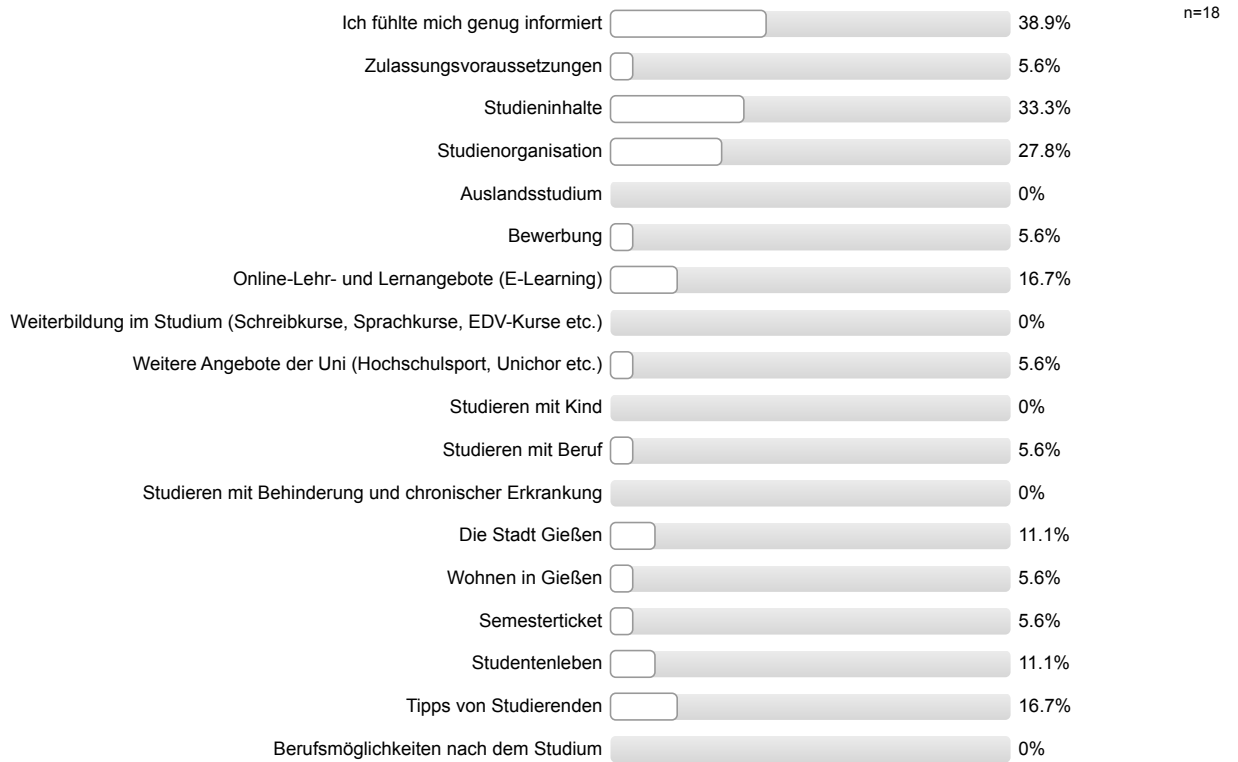 Ich fühlte mich genug informiert 38.9% n=18
Zulassungsvoraussetzungen 5.6%
Studieninhalte 33.3%
Studienorganisation 27.8%
Auslandsstudium 0%
Bewerbung 5.6%
Online-Lehr- und Lernangebote (E-Learning) 16.7%
Weiterbildung im Studium (Schreibkurse, Sprachkurse, EDV-Kurse etc.) 0%
Weitere Angebote der Uni (Hochschulsport, Unichor etc.) 5.6%
Studieren mit Kind 0%
Studieren mit Beruf 5.6%
Studieren mit Behinderung und chronischer Erkrankung 0%
Die Stadt Gießen 11.1%
Wohnen in Gießen 5.6%
Semesterticket 5.6%
Studentenleben 11.1%
Tipps von Studierenden 16.7%
Berufsmöglichkeiten nach dem Studium 0%